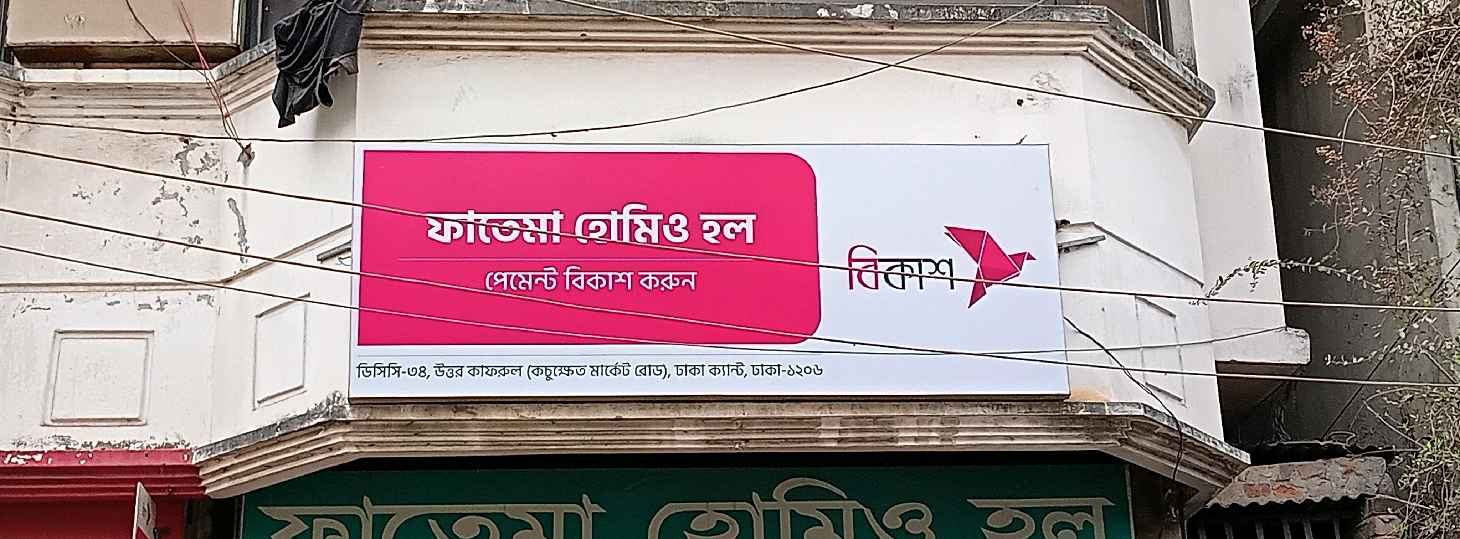 ফাতেমা হোমিও হল
পেমেন্ট বিকাশ করুন
বিকাশ
ডিসিসি-৩৪, উত্তর কাফরুল (কচুক্ষেত মার্কেট রোড), ঢাকা ক্যান্ট, ঢাকা-১২০৬
ফাতেমা হোমিও হল